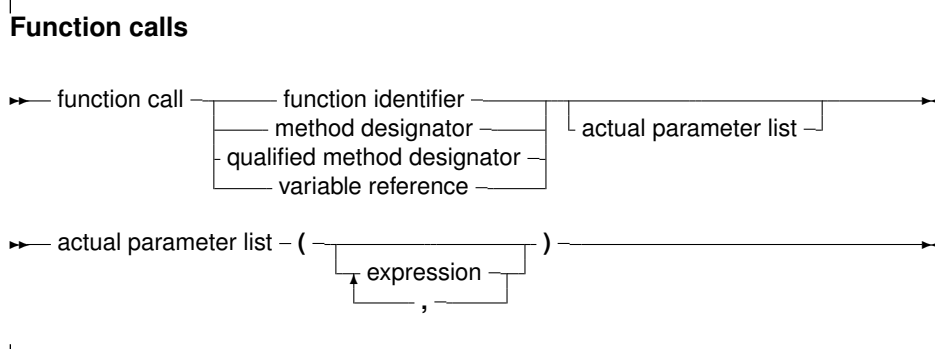 Function calls
function call function identifier
method designator actual parameter list
qualified method designator
variable reference
actual parameter list ( )
expression
,